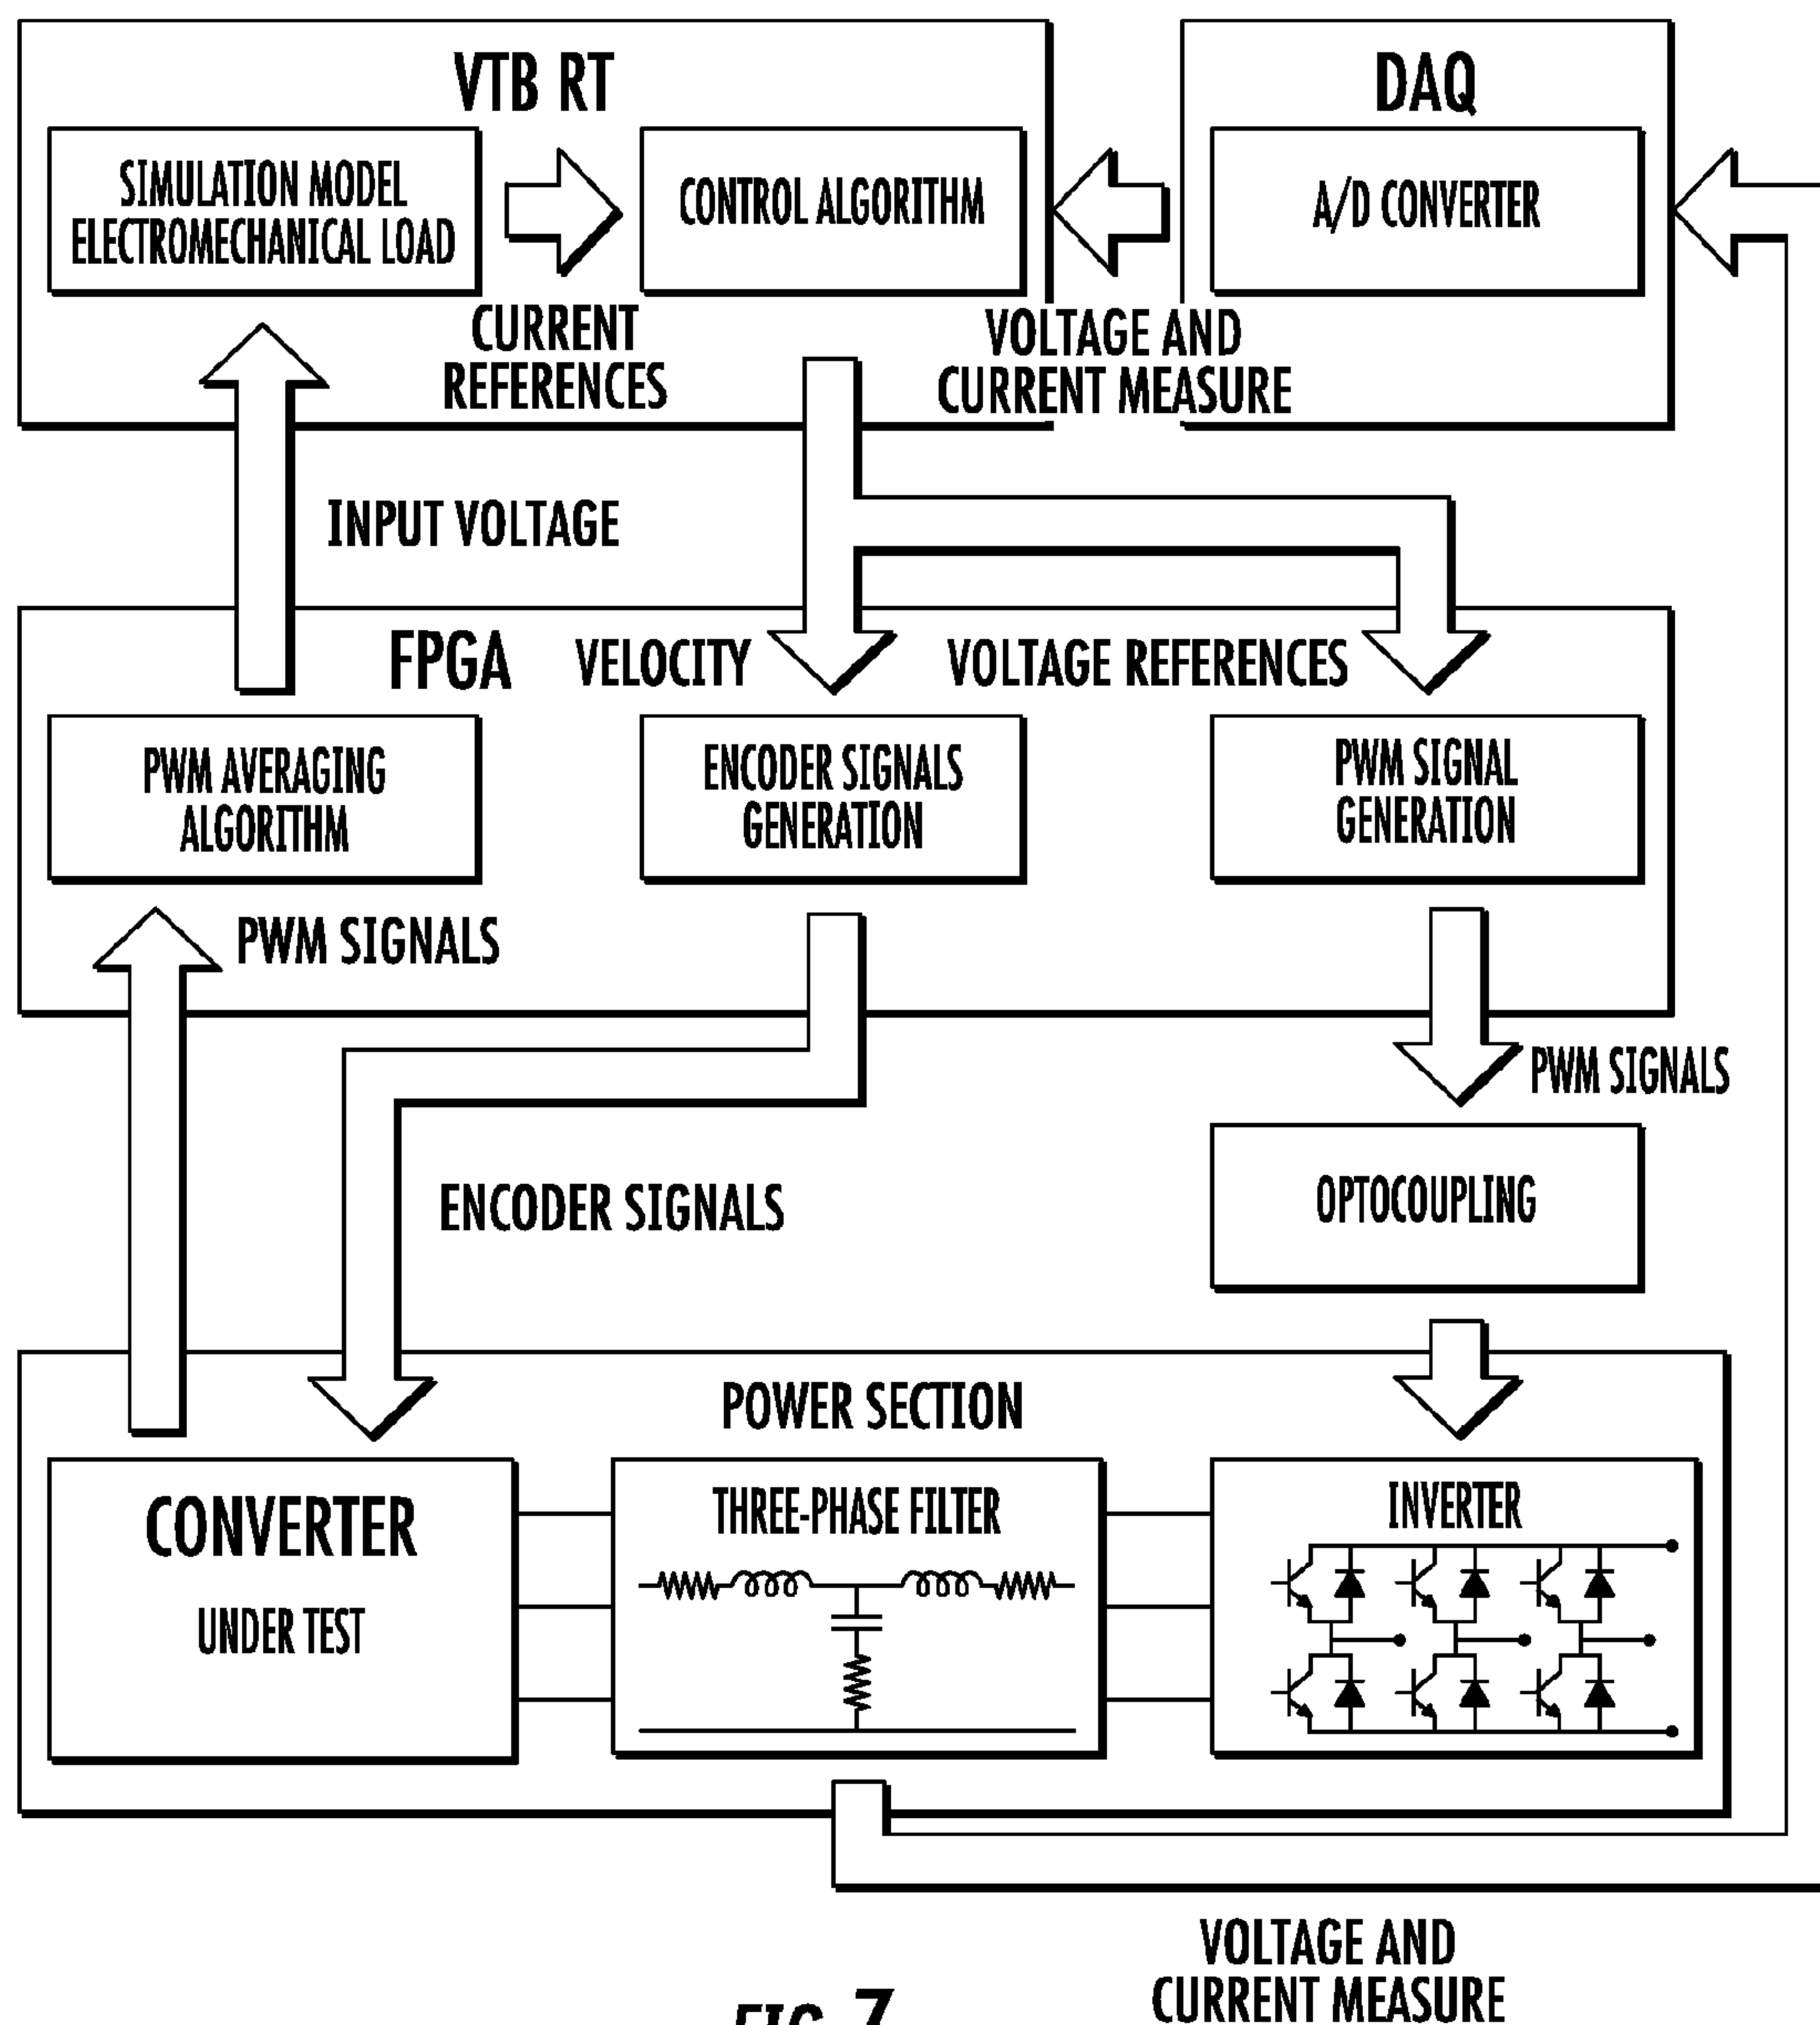 VTB RT
DAQ
SIMULATION MODEL
ELECTROMECHANICAL LOAD
CONTROL ALGORITHM
A/D CONVERTER
CURRENT
REFERENCES
VOLTAGE AND
CURRENT MEASURE
INPUT VOLTAGE
FPGA
VELOCITY
VOLTAGE REFERENCES
PWM AVERAGING
ALGORITHM
ENCODER SIGNALS
GENERATION
PWM SIGNAL
GENERATION
PWM SIGNALS
PWM SIGNALS
ENCODER SIGNALS
OPTOCOUPLING
POWER SECTION
CONVERTER
UNDER TEST
THREE-PHASE FILTER
INVERTER
VOLTAGE AND
CURRENT MEASURE
FIG. 7